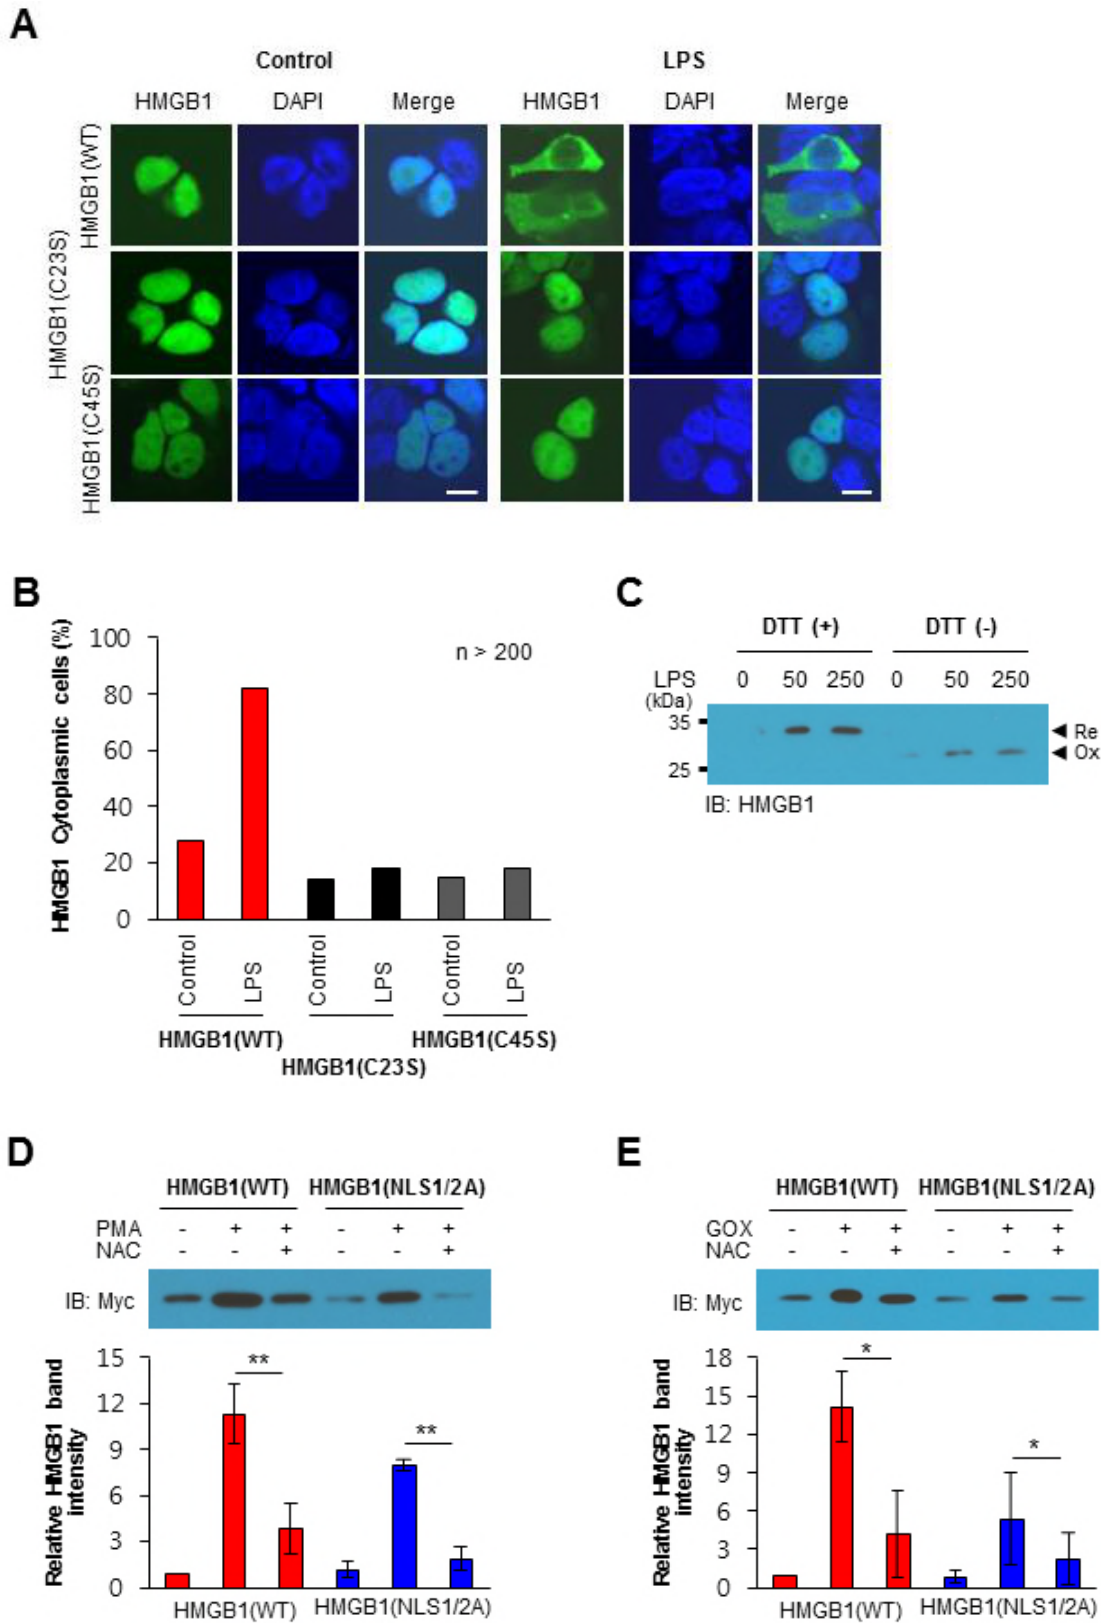 A
Control LPS
HMGB1 DAPI Merge HMGB1 DAPI Merge
HMGB1(WT)
HMGB1(C23S)
HMGB1(C45S)
B
HMGB1 Cytoplasmic cells (%)
100
80
60
40
20
0
n > 200
Control LPS Control LPS Control LPS
HMGB1(WT) HMGB1(C45S)
HMGB1(C23S)
C
DTT (+) DTT (-)
LPS 0 50 250 0 50 250
(kDa)
35
25
Re
Ox
IB: HMGB1
D
HMGB1(WT) HMGB1(NLS1/2A)
PMA - + + - + +
NAC - - + - - +
IB: Myc
Relative HMGB1 band
intensity
15
12
9
6
3
0
** **
HMGB1(WT) HMGB1(NLS1/2A)
E
HMGB1(WT) HMGB1(NLS1/2A)
GOX - + + - + +
NAC - - + - - +
IB: Myc
Relative HMGB1 band
intensity
18
15
12
9
6
3
0
* *
HMGB1(WT) HMGB1(NLS1/2A)